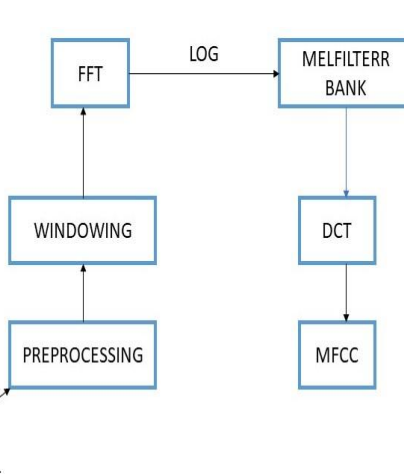 FFT
LOG
MELFILTERR
BANK
WINDOWING
DCT
PREPROCESSING
MFCC